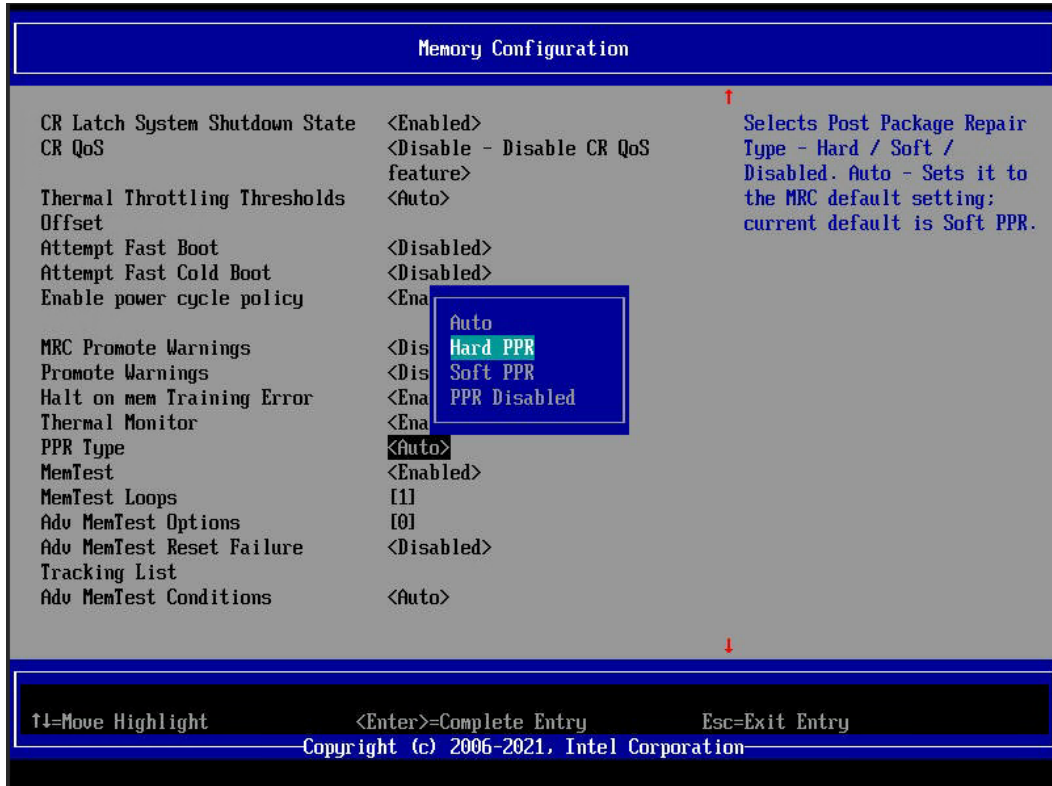 Memory Configuration
CR Latch System Shutdown State <Enabled>
CR QoS <Disable - Disable CR QoS
feature>
Thermal Throttling Thresholds <Auto>
Offset
Attempt Fast Boot <Disabled>
Attempt Fast Cold Boot <Disabled>
Enable power cycle policy <Ena
MRC Promote Warnings <Dis
Promote Warnings <Dis
Halt on mem Training Error <Ena
Thermal Monitor <Ena
PPR Type <Auto>
MemTest <Enabled>
MemTest Loops [1]
Adv MemTest Options [0]
Adv MemTest Reset Failure <Disabled>
Tracking List
Adv MemTest Conditions <Auto>
Auto
Hard PPR
Soft PPR
PPR Disabled
↑
Selects Post Package Repair
Type - Hard / Soft /
Disabled. Auto - Sets it to
the MRC default setting;
current default is Soft PPR.
↓
↑↓=Move Highlight <Enter>=Complete Entry Esc=Exit Entry
Copyright (c) 2006-2021, Intel Corporation